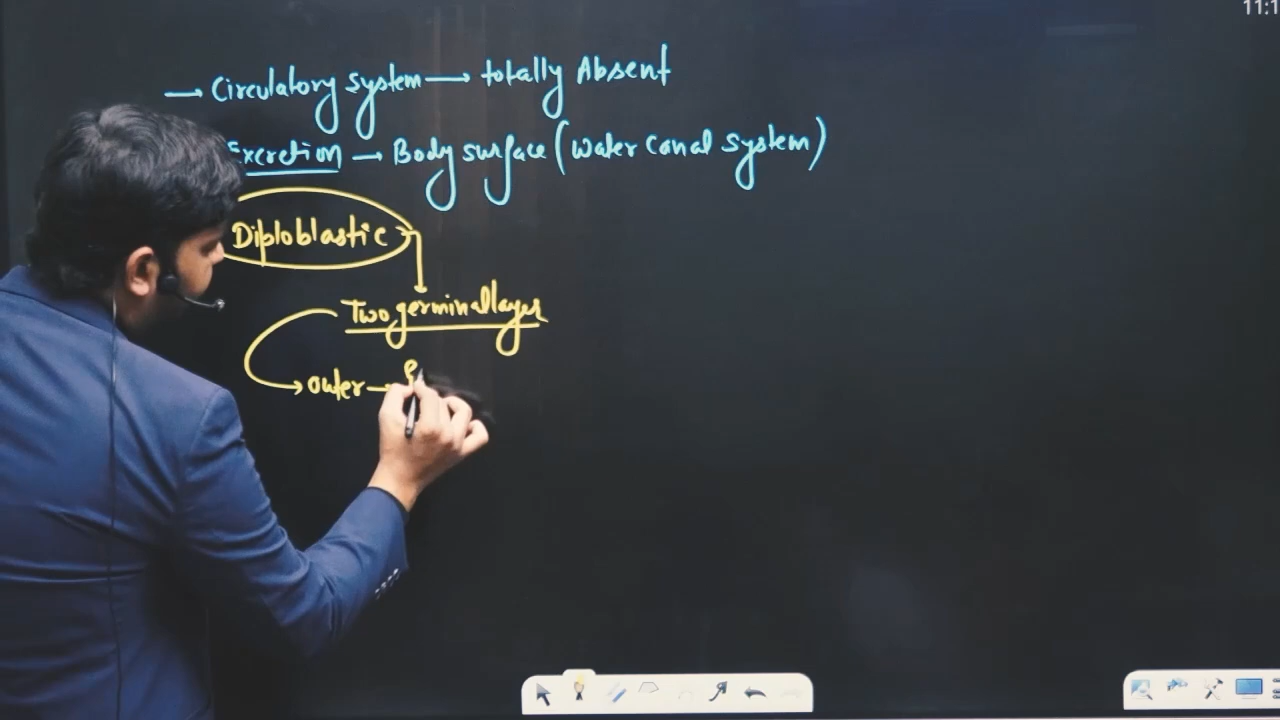 11:1
→ Circulatory system → totally Absent
Excretion → Body surface (Water Canal system)
Diploblastic
Two germinal layer
→ outer →